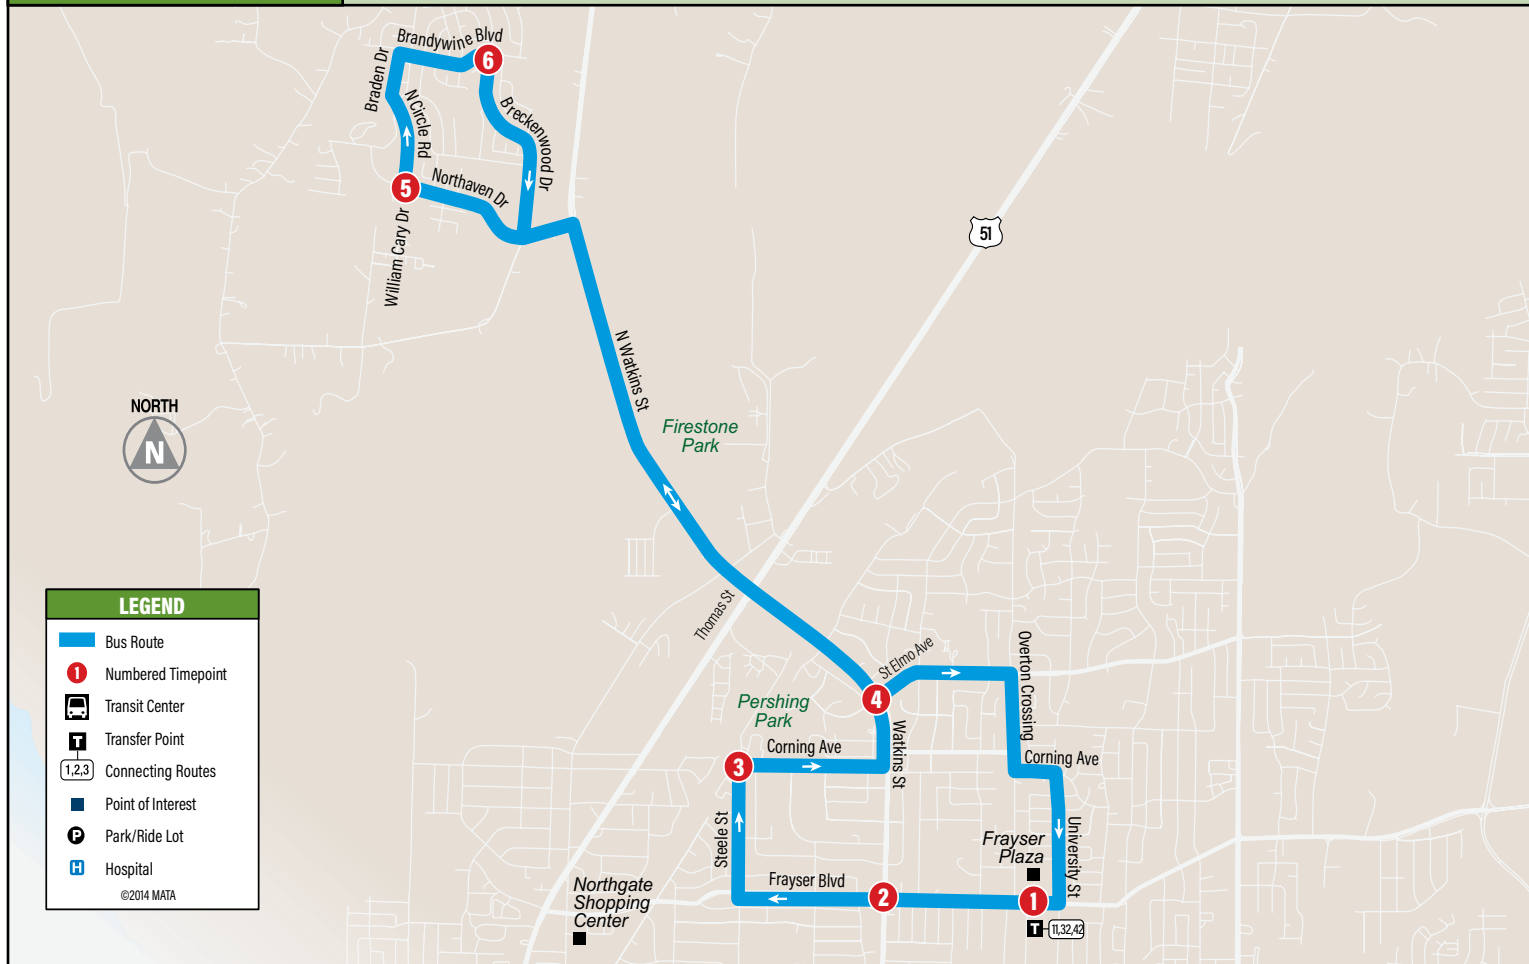 Brandywine Blvd
6
Braden Dr
N Circle Rd
Breckenwood Dr
5
Northaven Dr
William Cary Dr
51
N Watkins St
NORTH
N
Firestone
Park
Thomas St
St Elmo Ave
Overton Crossing
4
Pershing
Park
Watkins St
Corning Ave
Corning Ave
3
Steele St
University St
Frayser
Plaza
Frayser Blvd
2
1
T
11,32,42
Northgate
Shopping
Center
LEGEND
Bus Route
1 Numbered Timepoint
Transit Center
T Transfer Point
1,2,3 Connecting Routes
Point of Interest
P Park/Ride Lot
H Hospital
©2014 MATA